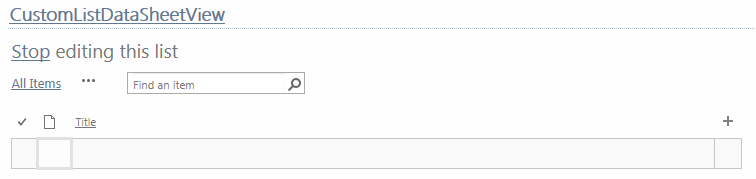 CustomListDataSheetView
Stop editing this list
All Items ••• Find an item
Title +